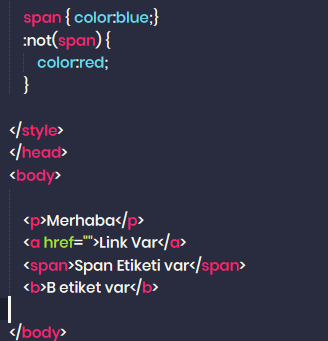 span { color:blue;}
:not(span) {
color:red;
}
</style>
</head>
<body>
<p>Merhaba</p>
<a href="">Link Var</a>
<span>Span Etiketi var</span>
<b>B etiket var</b>
</body>